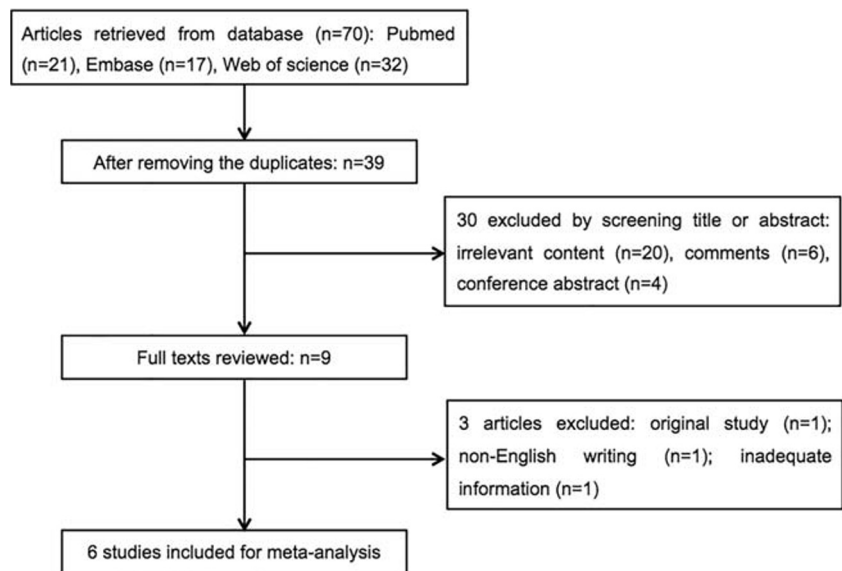 Articles retrieved from database (n=70): Pubmed
(n=21), Embase (n=17), Web of science (n=32)
After removing the duplicates: n=39
30 excluded by screening title or abstract:
irrelevant content (n=20), comments (n=6),
conference abstract (n=4)
Full texts reviewed: n=9
3 articles excluded: original study (n=1);
non-English writing (n=1); inadequate
information (n=1)
6 studies included for meta-analysis